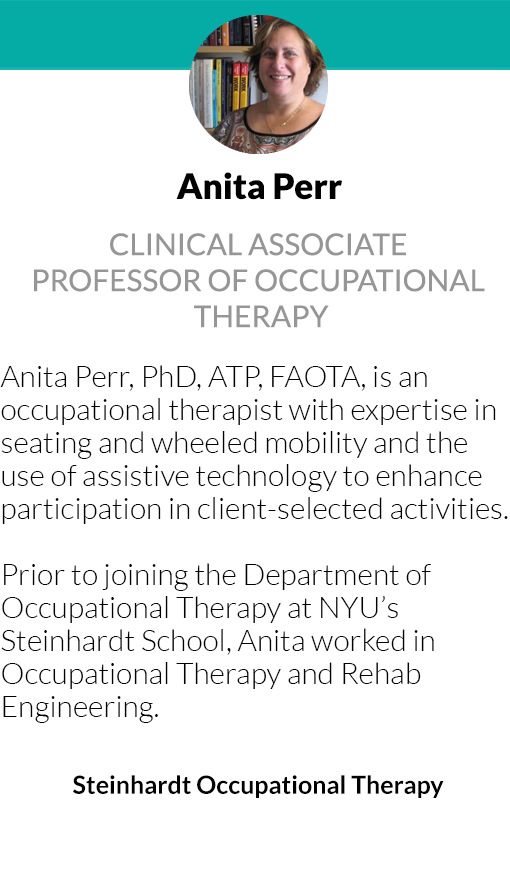 Anita Perr
CLINICAL ASSOCIATE
PROFESSOR OF OCCUPATIONAL
THERAPY
Anita Perr, PhD, ATP, FAOTA, is an
occupational therapist with expertise in
seating and wheeled mobility and the
use of assistive technology to enhance
participation in client-selected activities.
Prior to joining the Department of
Occupational Therapy at NYU’s
Steinhardt School, Anita worked in
Occupational Therapy and Rehab
Engineering.
Steinhardt Occupational Therapy